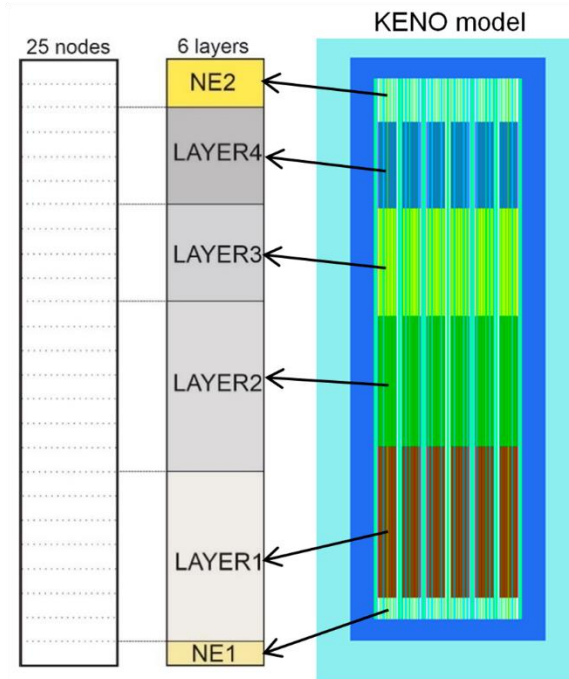 KENO model
25 nodes
6 layers
NE2
LAYER4
LAYER3
LAYER2
LAYER1
NE1